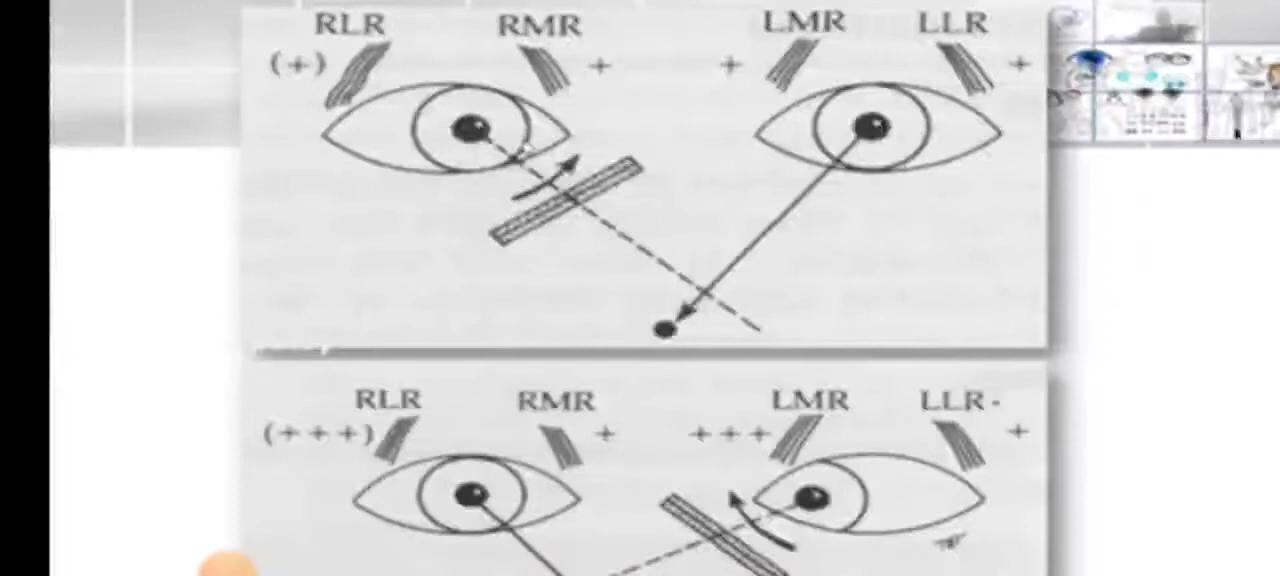 RLR RMR LMR LLR
(+) + + +
RLR RMR LMR LLR
(+++) + +++ +